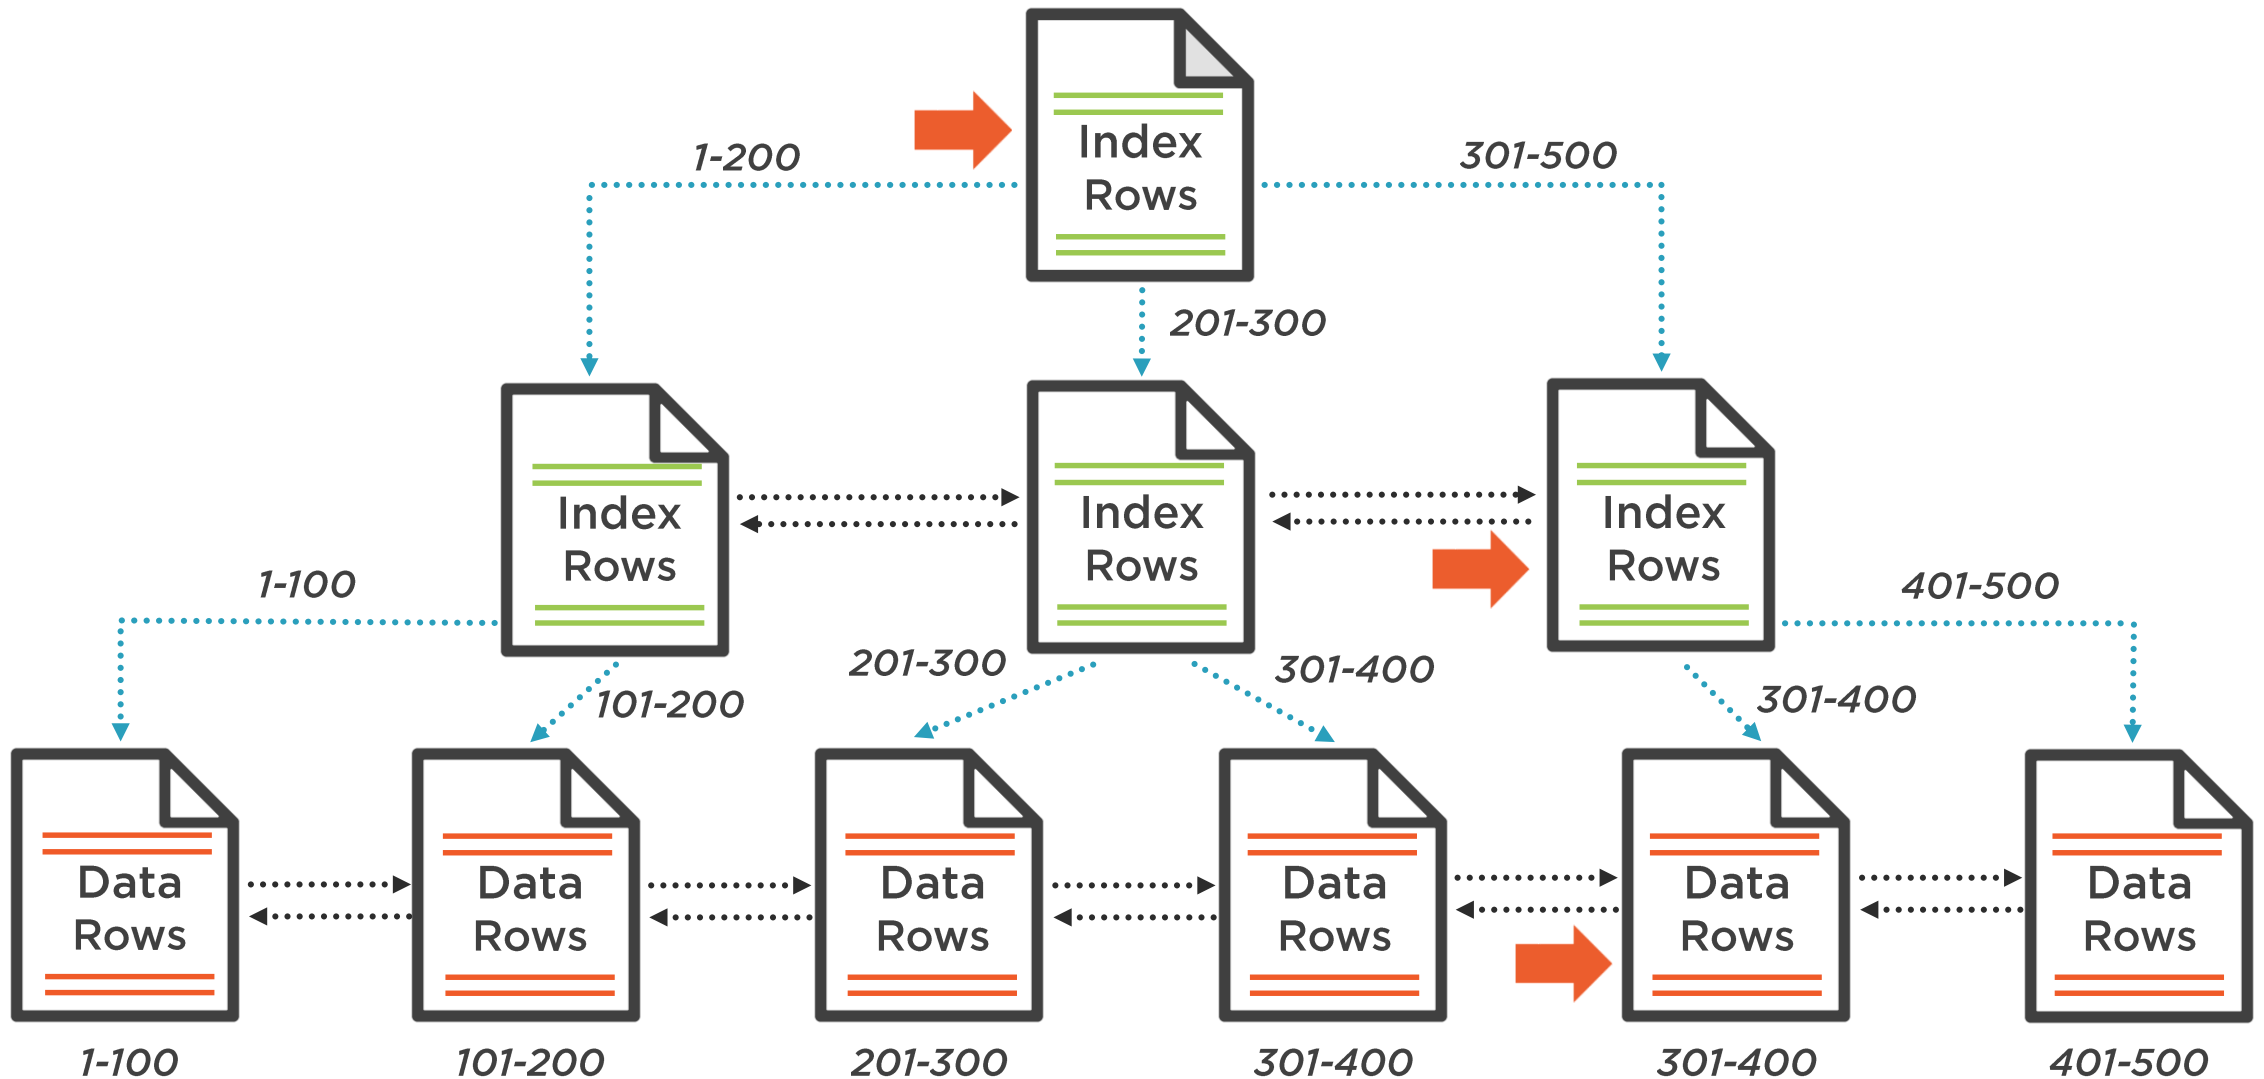 1-200
Index
Rows
301-500
201-300
Index
Rows
Index
Rows
Index
Rows
1-100
101-200
201-300
301-400
301-400
401-500
Data
Rows
Data
Rows
Data
Rows
Data
Rows
Data
Rows
Data
Rows
1-100
101-200
201-300
301-400
301-400
401-500